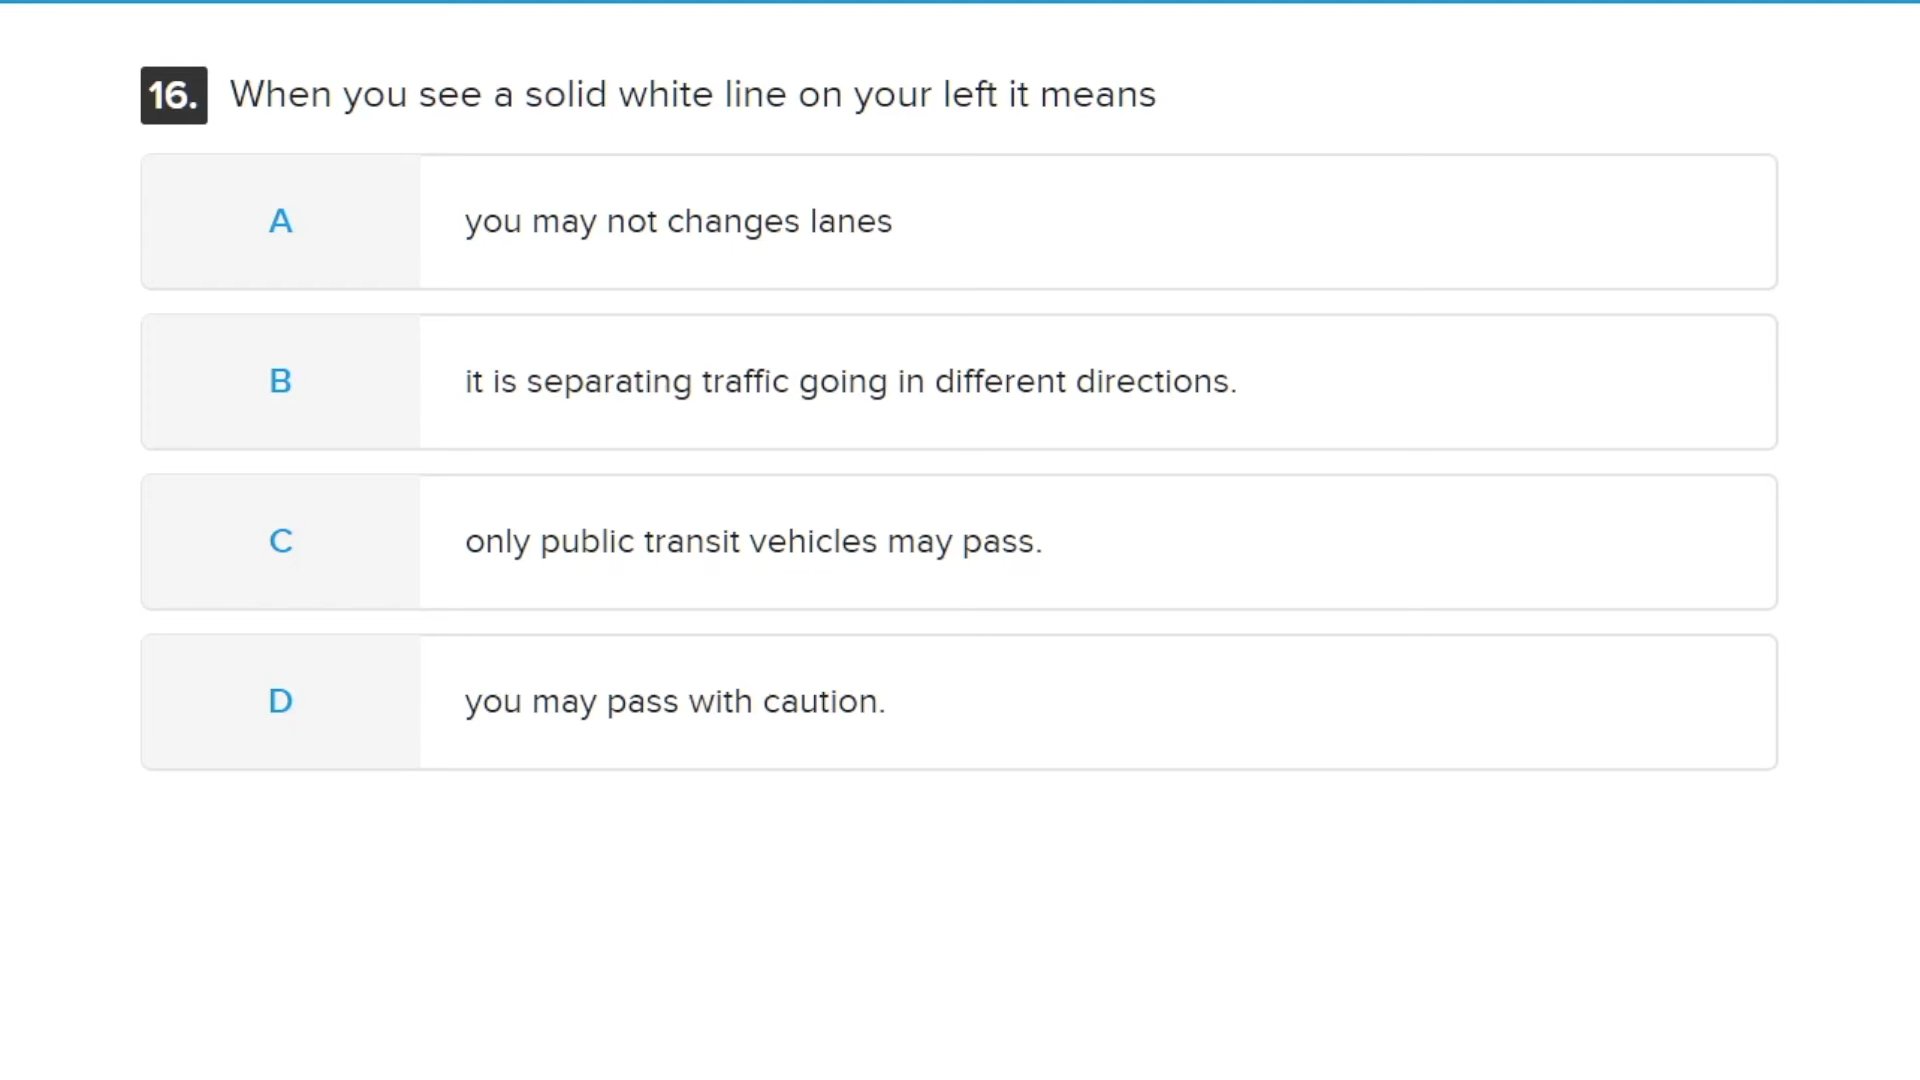 16. When you see a solid white line on your left it means
A you may not changes lanes
B it is separating traffic going in different directions.
C only public transit vehicles may pass.
D you may pass with caution.